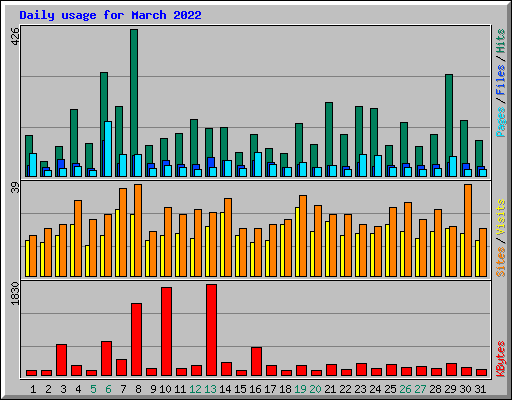 Daily usage for March 2022
426
Pages / Files / Hits
39
Sites / Visits
1830
KBytes
1 2 3 4 5 6 7 8 9 10 11 12 13 14 15 16 17 18 19 20 21 22 23 24 25 26 27 28 29 30 31